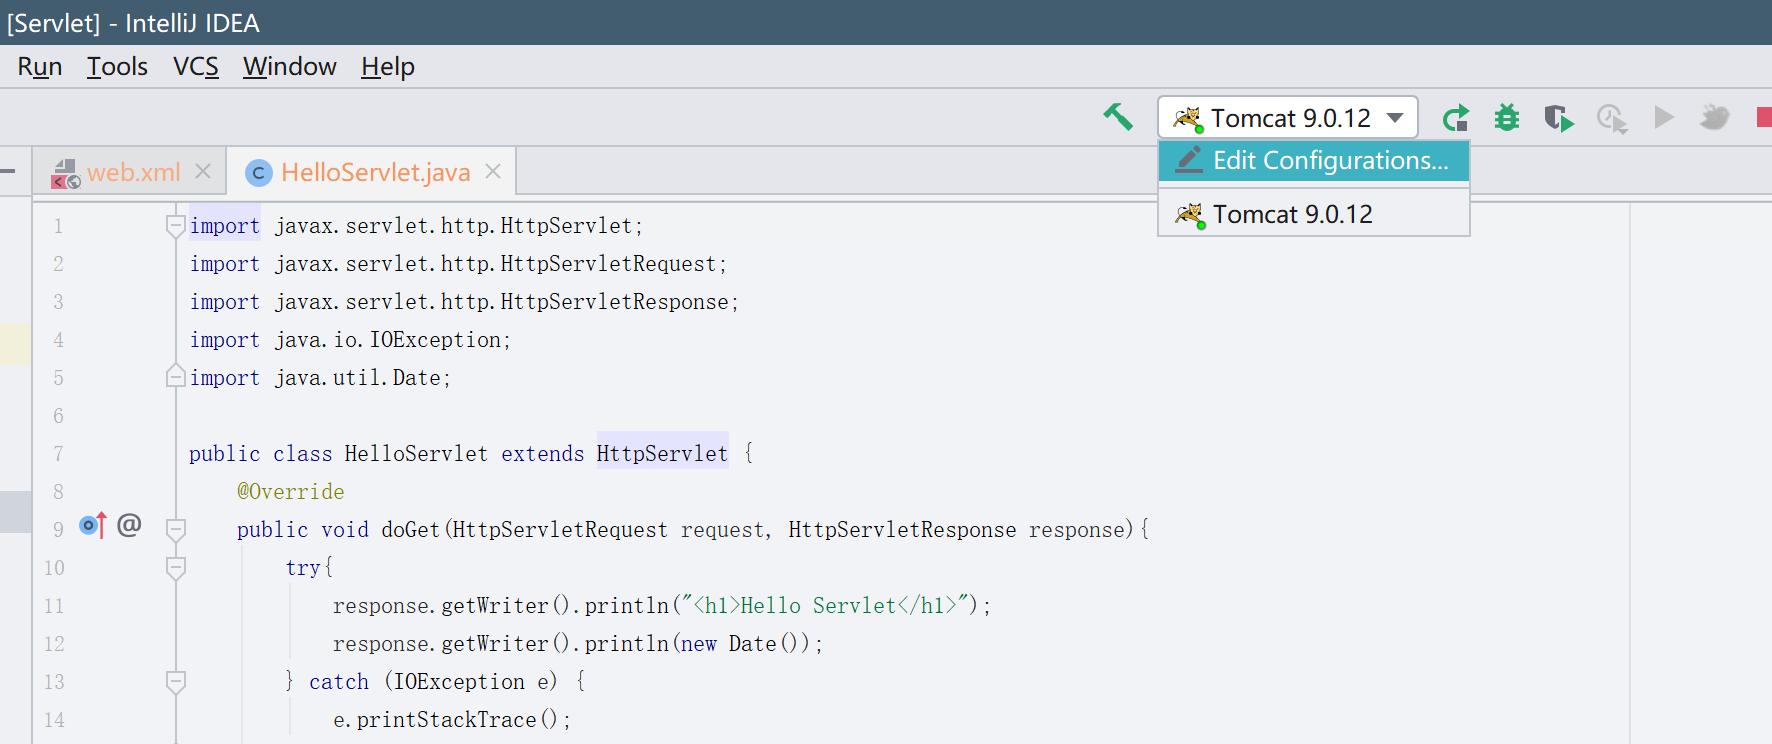 [Servlet] - IntelliJ IDEA
Run Tools VCS Window Help
Tomcat 9.0.12
Edit Configurations...
Tomcat 9.0.12
web.xml HelloServlet.java
1 import javax.servlet.http.HttpServlet;
2 import javax.servlet.http.HttpServletRequest;
3 import javax.servlet.http.HttpServletResponse;
4 import java.io.IOException;
5 import java.util.Date;
6
7 public class HelloServlet extends HttpServlet {
8 @Override
9 @ public void doGet(HttpServletRequest request, HttpServletResponse response){
10 try{
11 response.getWriter().println("<h1>Hello Servlet</h1>");
12 response.getWriter().println(new Date());
13 } catch (IOException e) {
14 e.printStackTrace();